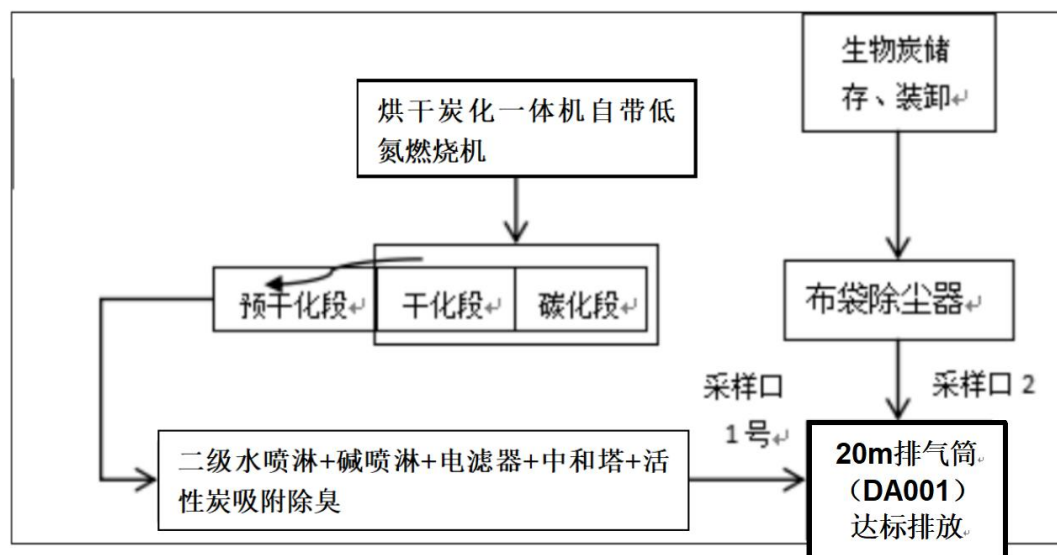 生物炭储
存、装卸↵
烘干炭化一体机自带低
氮燃烧机
预干化段↵
干化段↵
碳化段↵
布袋除尘器
采样口
1号↵
采样口 2
二级水喷淋+碱喷淋+电滤器+中和塔+活
性炭吸附除臭
20m排气筒
（DA001）
达标排放